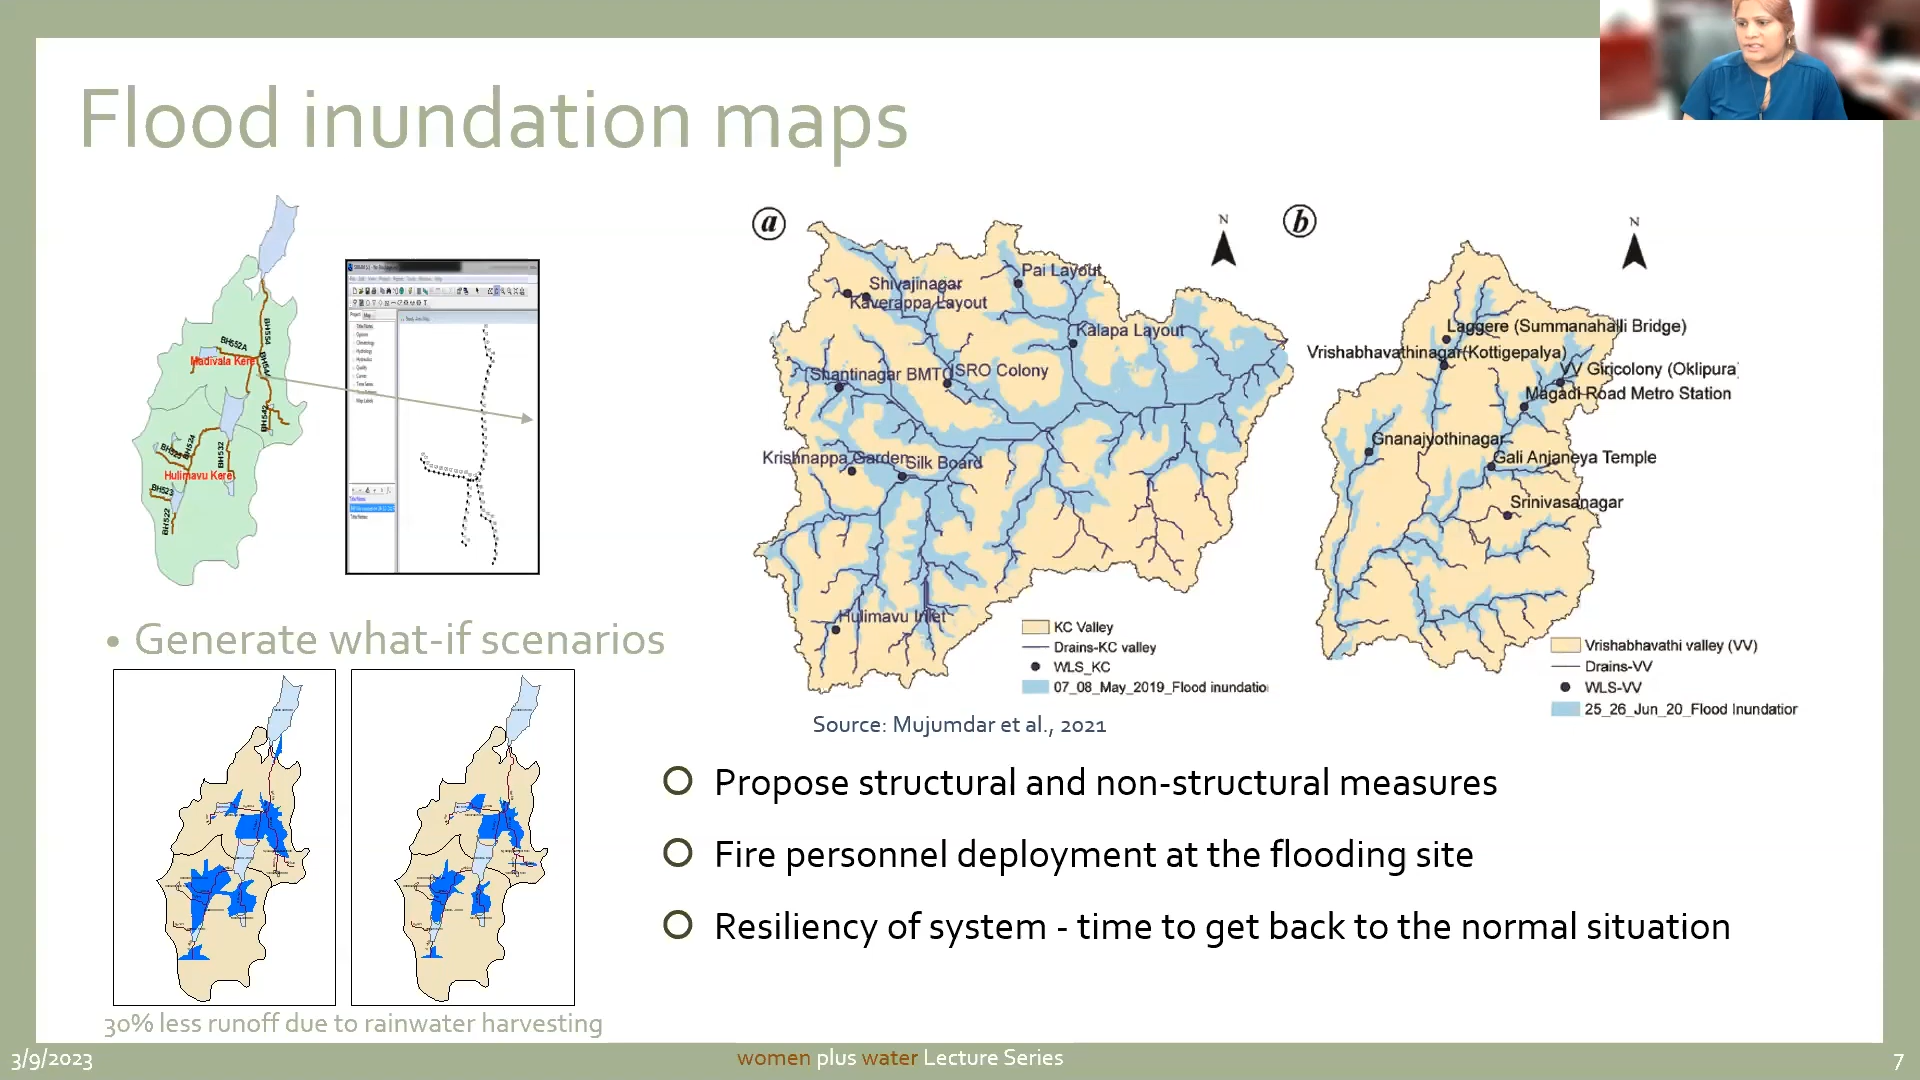 Flood inundation maps
BH554
BH552A
Madivala Kere
BH542
BH524
BH532
Hulimavu Kere
BH523
BH522
a
N
Shivajinagar
Kaverappa Layout
Pai Layout
Kalapa Layout
Shantinagar BMTC
ISRO Colony
Krishnappa Garden
Silk Board
Hulimavu Inlet
KC Valley
Drains-KC valley
WLS_KC
07_08_May_2019_Flood inundatio
b
N
Laggere (Summanahalli Bridge)
Vrishabhavathinagar(Kottigepalya)
VV Giricolony (Oklipura)
Magadi Road Metro Station
Gnanajyothinagar
Gali Anjaneya Temple
Srinivasanagar
Vrishabhavathi valley (VV)
Drains-VV
WLS-VV
25_26_Jun_20_Flood Inundation
Source: Mujumdar et al., 2021
• Generate what-if scenarios
30% less runoff due to rainwater harvesting
Propose structural and non-structural measures
Fire personnel deployment at the flooding site
Resiliency of system - time to get back to the normal situation
3/9/2023
women plus water Lecture Series
7